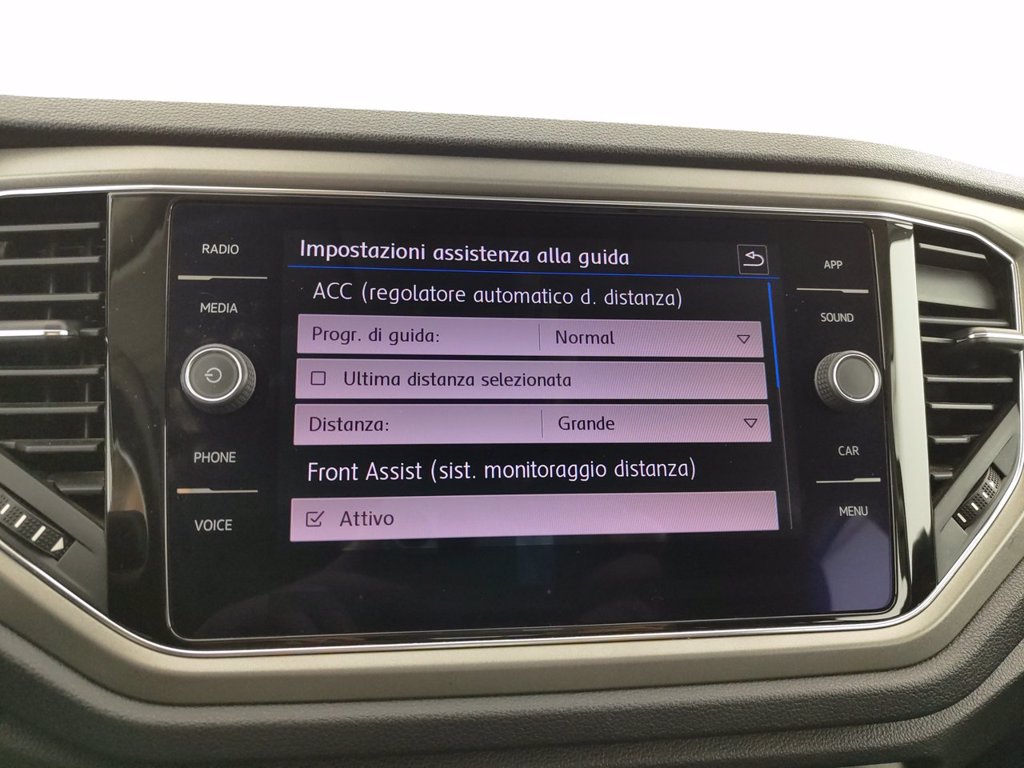 RADIO
MEDIA
PHONE
VOICE
Impostazioni assistenza alla guida
ACC (regolatore automatico d. distanza)
Progr. di guida: Normal
Ultima distanza selezionata
Distanza: Grande
Front Assist (sist. monitoraggio distanza)
Attivo
APP
SOUND
CAR
MENU